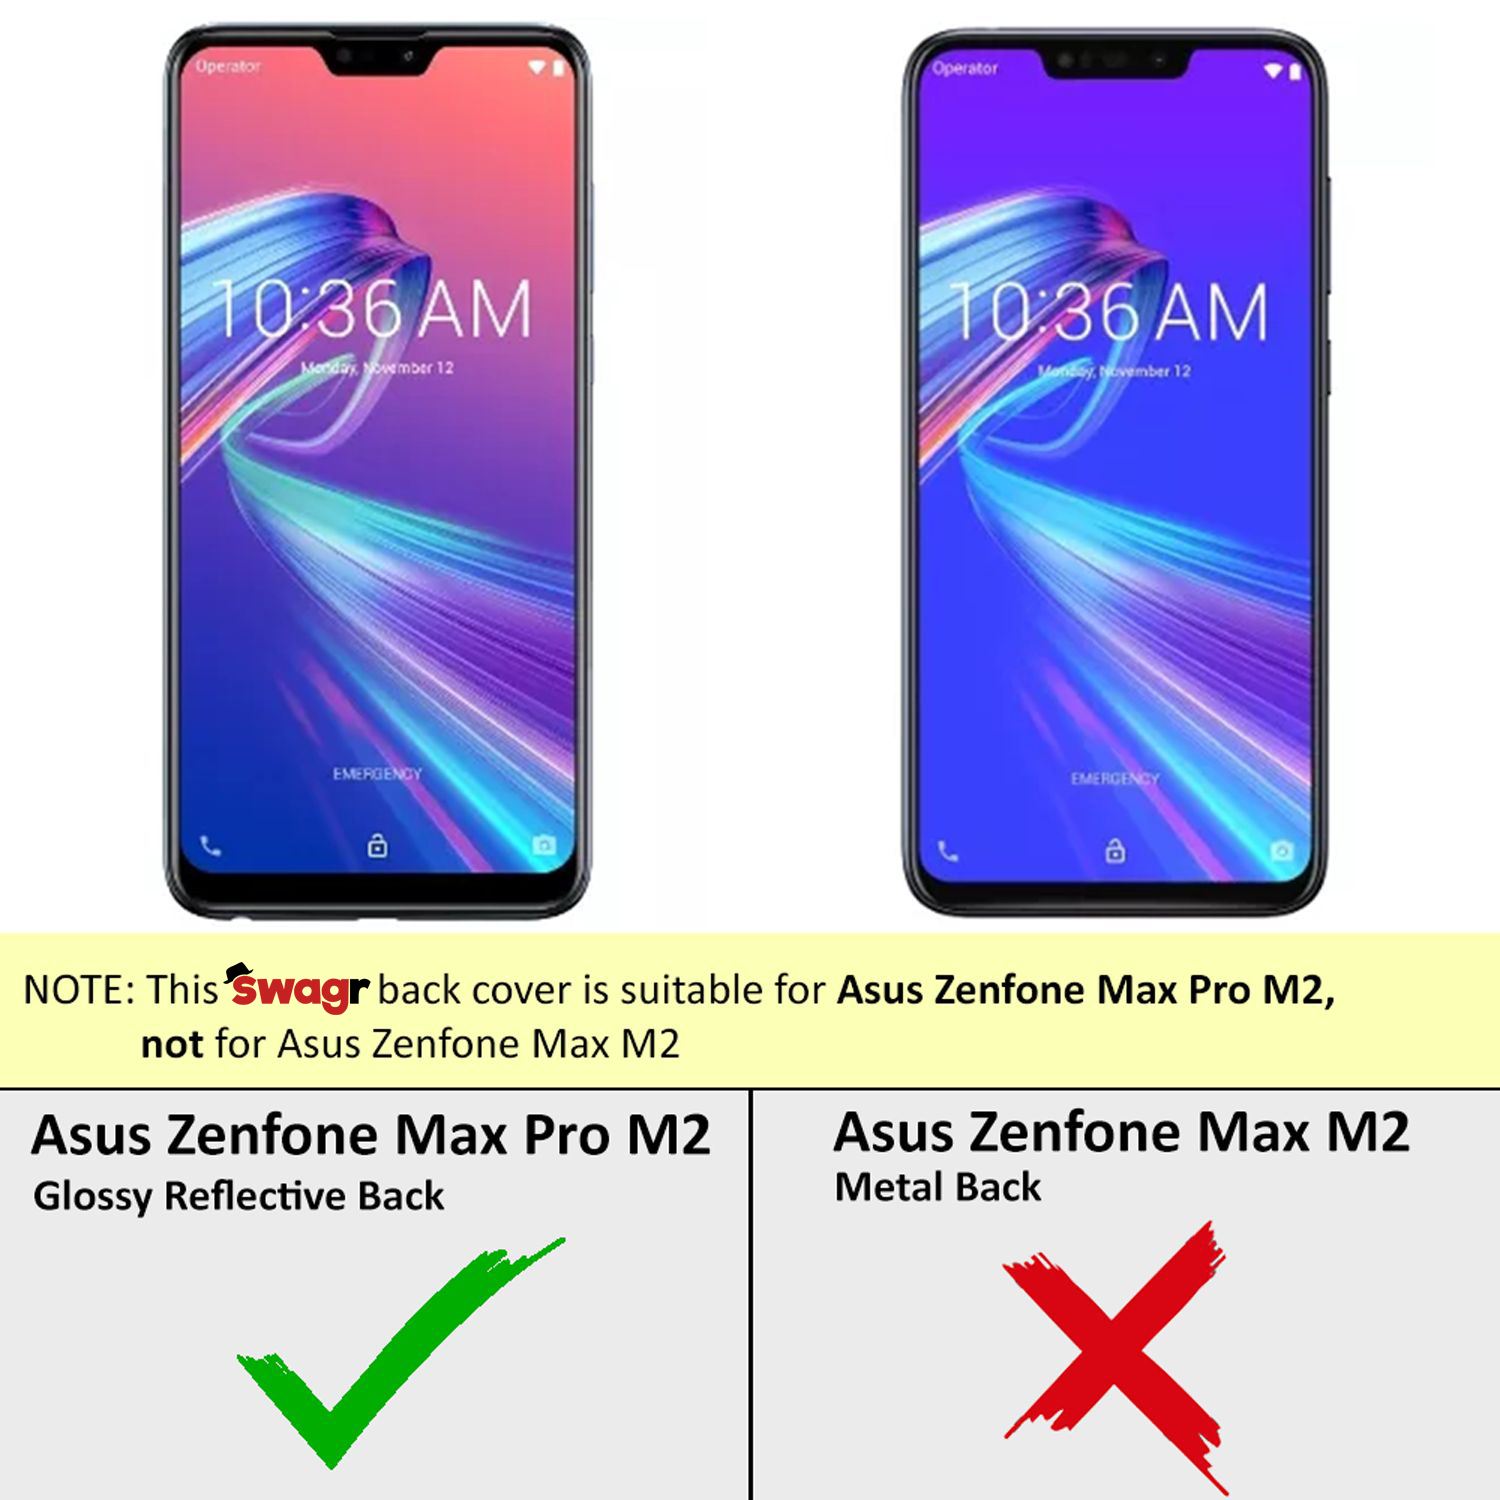 Operator
10:36 AM
Monday, November 12
EMERGENCY
Operator
10:36 AM
Monday, November 12
EMERGENCY
NOTE: This swagr back cover is suitable for Asus Zenfone Max Pro M2,
not for Asus Zenfone Max M2
Asus Zenfone Max Pro M2
Glossy Reflective Back
Asus Zenfone Max M2
Metal Back